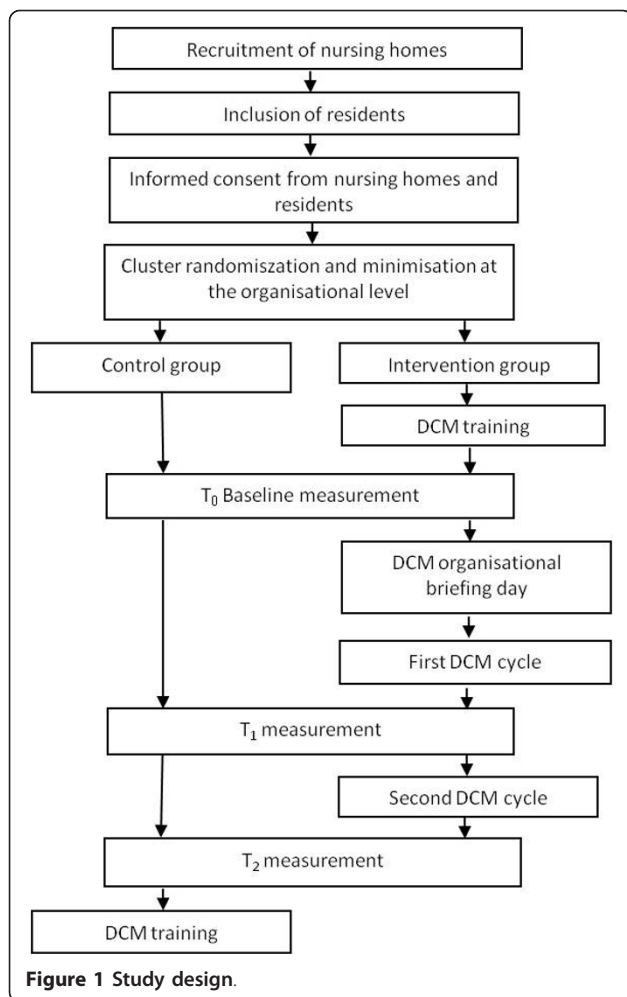 Recruitment of nursing homes
Inclusion of residents
Informed consent from nursing homes and
residents
Cluster randomiszation and minimisation at
the organisational level
Control group
Intervention group
DCM training
T₀ Baseline measurement
DCM organisational
briefing day
First DCM cycle
T₁ measurement
Second DCM cycle
T₂ measurement
DCM training
Figure 1 Study design.